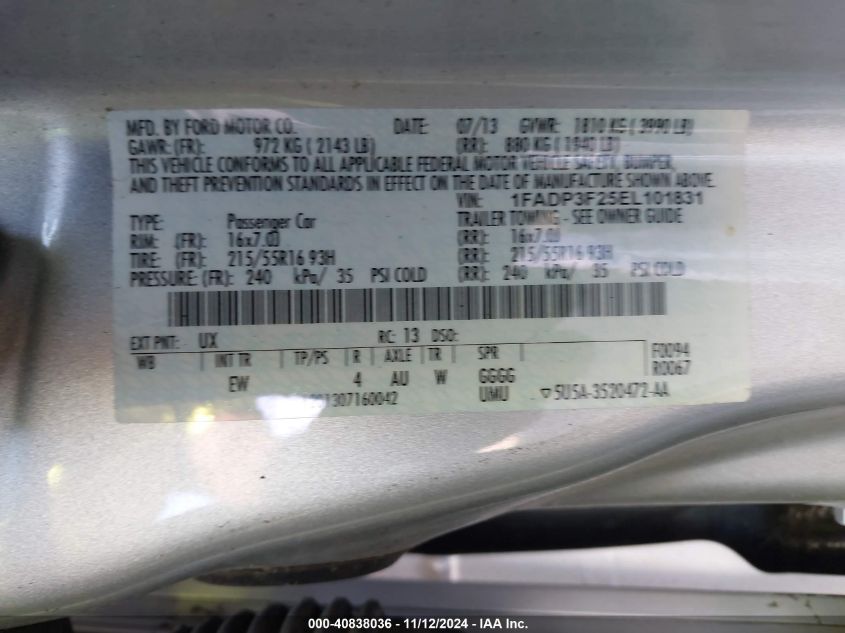 MFD. BY FORD MOTOR CO. DATE: 07/13 GVWR: 1810 KG ( 3990 LB)
GAWR: (FR): 972 KG ( 2143 LB) (RR): 880 KG ( 1940 LB)
THIS VEHICLE CONFORMS TO ALL APPLICABLE FEDERAL MOTOR VEHICLE SAFETY, BUMPER,
AND THEFT PREVENTION STANDARDS IN EFFECT ON THE DATE OF MANUFACTURE SHOWN ABOVE.
VIN: 1FADP3F25EL101831
TYPE: Passenger Car TRAILER TOWING - SEE OWNER GUIDE
RIM: (FR): 16x7.0J (RR): 16x7.0J
TIRE: (FR): 215/55R16 93H (RR): 215/55R16 93H
PRESSURE: (FR): 240 kPa/ 35 PSI COLD (RR): 240 kPa/ 35 PSI COLD
EXT PNT: UX RC: 13 DSO:
WB INT TR TP/PS R AXLE TR SPR F0094
EW 4 AU W GGGG R0067
1307160042 UMU ▽5U5A-3520472-AA
000-40838036 - 11/12/2024 - IAA Inc.